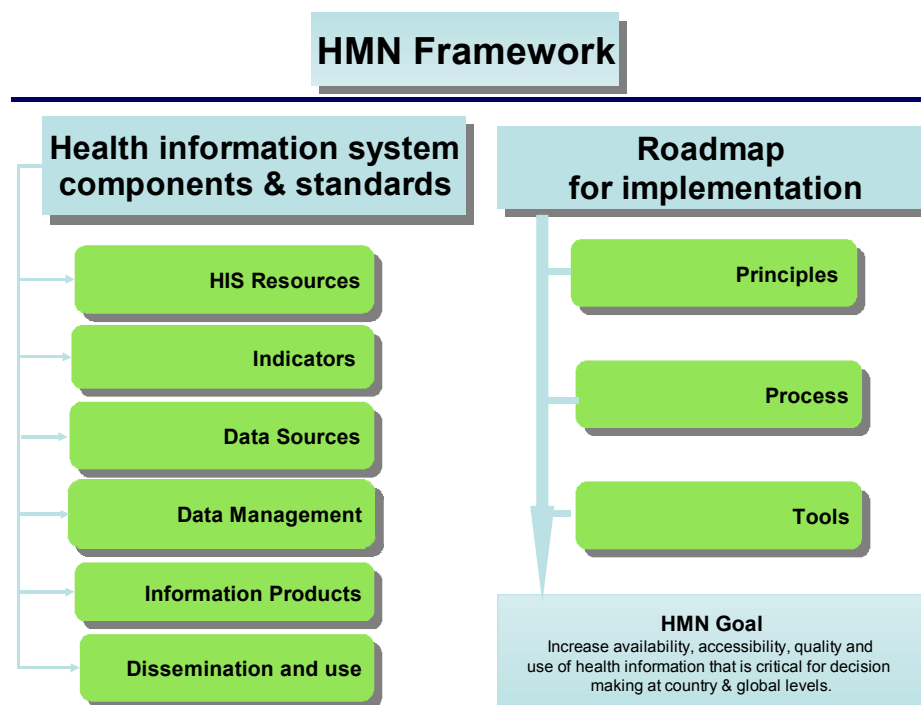 HMN Framework
Health information system
components & standards
HIS Resources
Indicators
Data Sources
Data Management
Information Products
Dissemination and use
Roadmap
for implementation
Principles
Process
Tools
HMN Goal
Increase availability, accessibility, quality and
use of health information that is critical for decision
making at country & global levels.